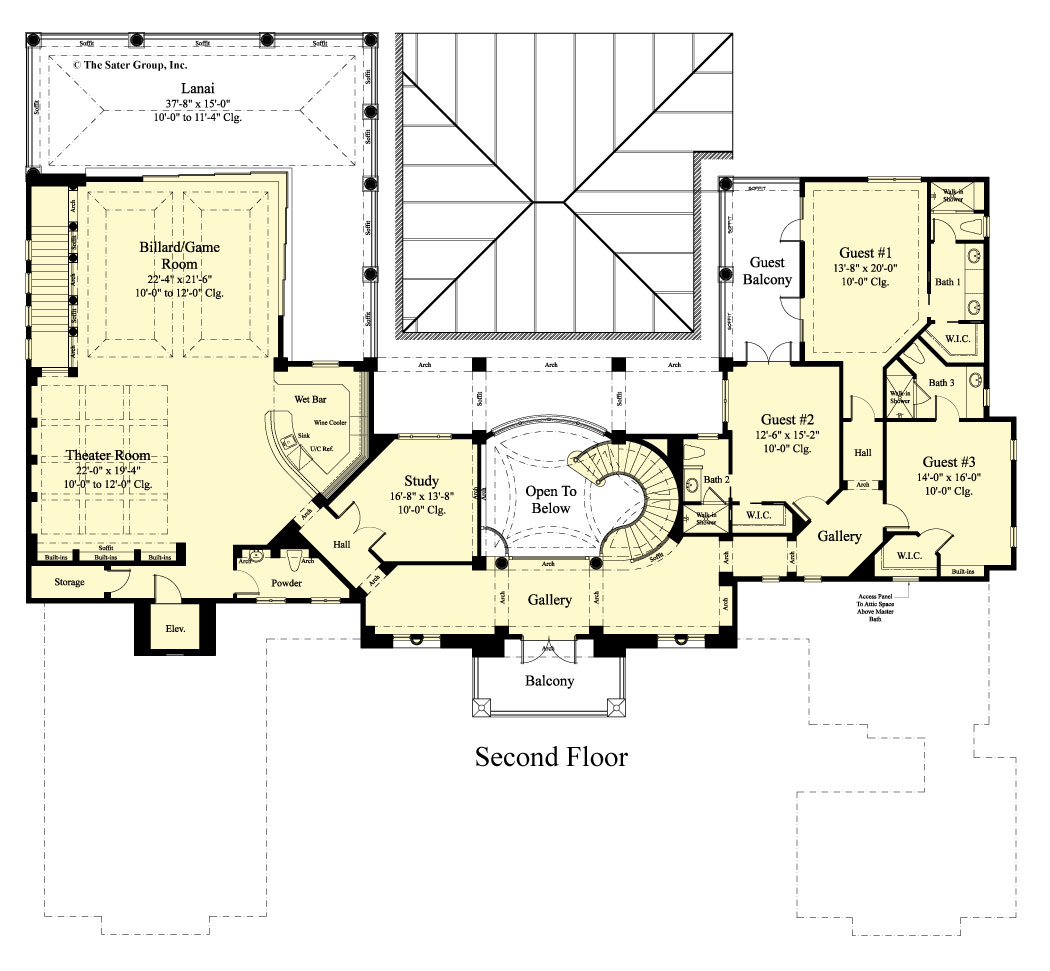 Soffit
Soffit
Soffit
© The Sater Group, Inc.
Soffit
Soffit
Lanai
37'-8" x 15'-0"
10'-0" to 11'-4" Clg.
Soffit
Arch
Soffit
Arch
Soffit
Arch
Billard/Game
Room
22'-4" x 21'-6"
10'-0" to 12'-0" Clg.
Soffit
Soffit
SOFFIT
SOFFIT
SOFFIT
Guest
Balcony
Guest #1
13'-8" x 20'-0"
10'-0" Clg.
Walk-in
Shower
Bath 1
W.I.C.
Arch
Arch
Arch
Soffit
Soffit
Wet Bar
Wine Cooler
Sink
U/C Ref.
Theater Room
22'-0" x 19'-4"
10'-0" to 12'-0" Clg.
Soffit
Built-ins
Built-ins
Built-ins
Storage
Elev.
Arch
Arch
Powder
Arch
Hall
Arch
Study
16'-8" x 13'-8"
10'-0" Clg.
Arch
Arch
Open To
Below
Soffit
Arch
Arch
Arch
Gallery
Arch
Balcony
Bath 2
Walk-in
Shower
W.I.C.
Guest #2
12'-6" x 15'-2"
10'-0" Clg.
Walk-in
Shower
Bath 3
Hall
Arch
Guest #3
14'-0" x 16'-0"
10'-0" Clg.
Gallery
Arch
Arch
Arch
W.I.C.
Built-ins
Access Panel
To Attic Space
Above Master
Bath
Second Floor